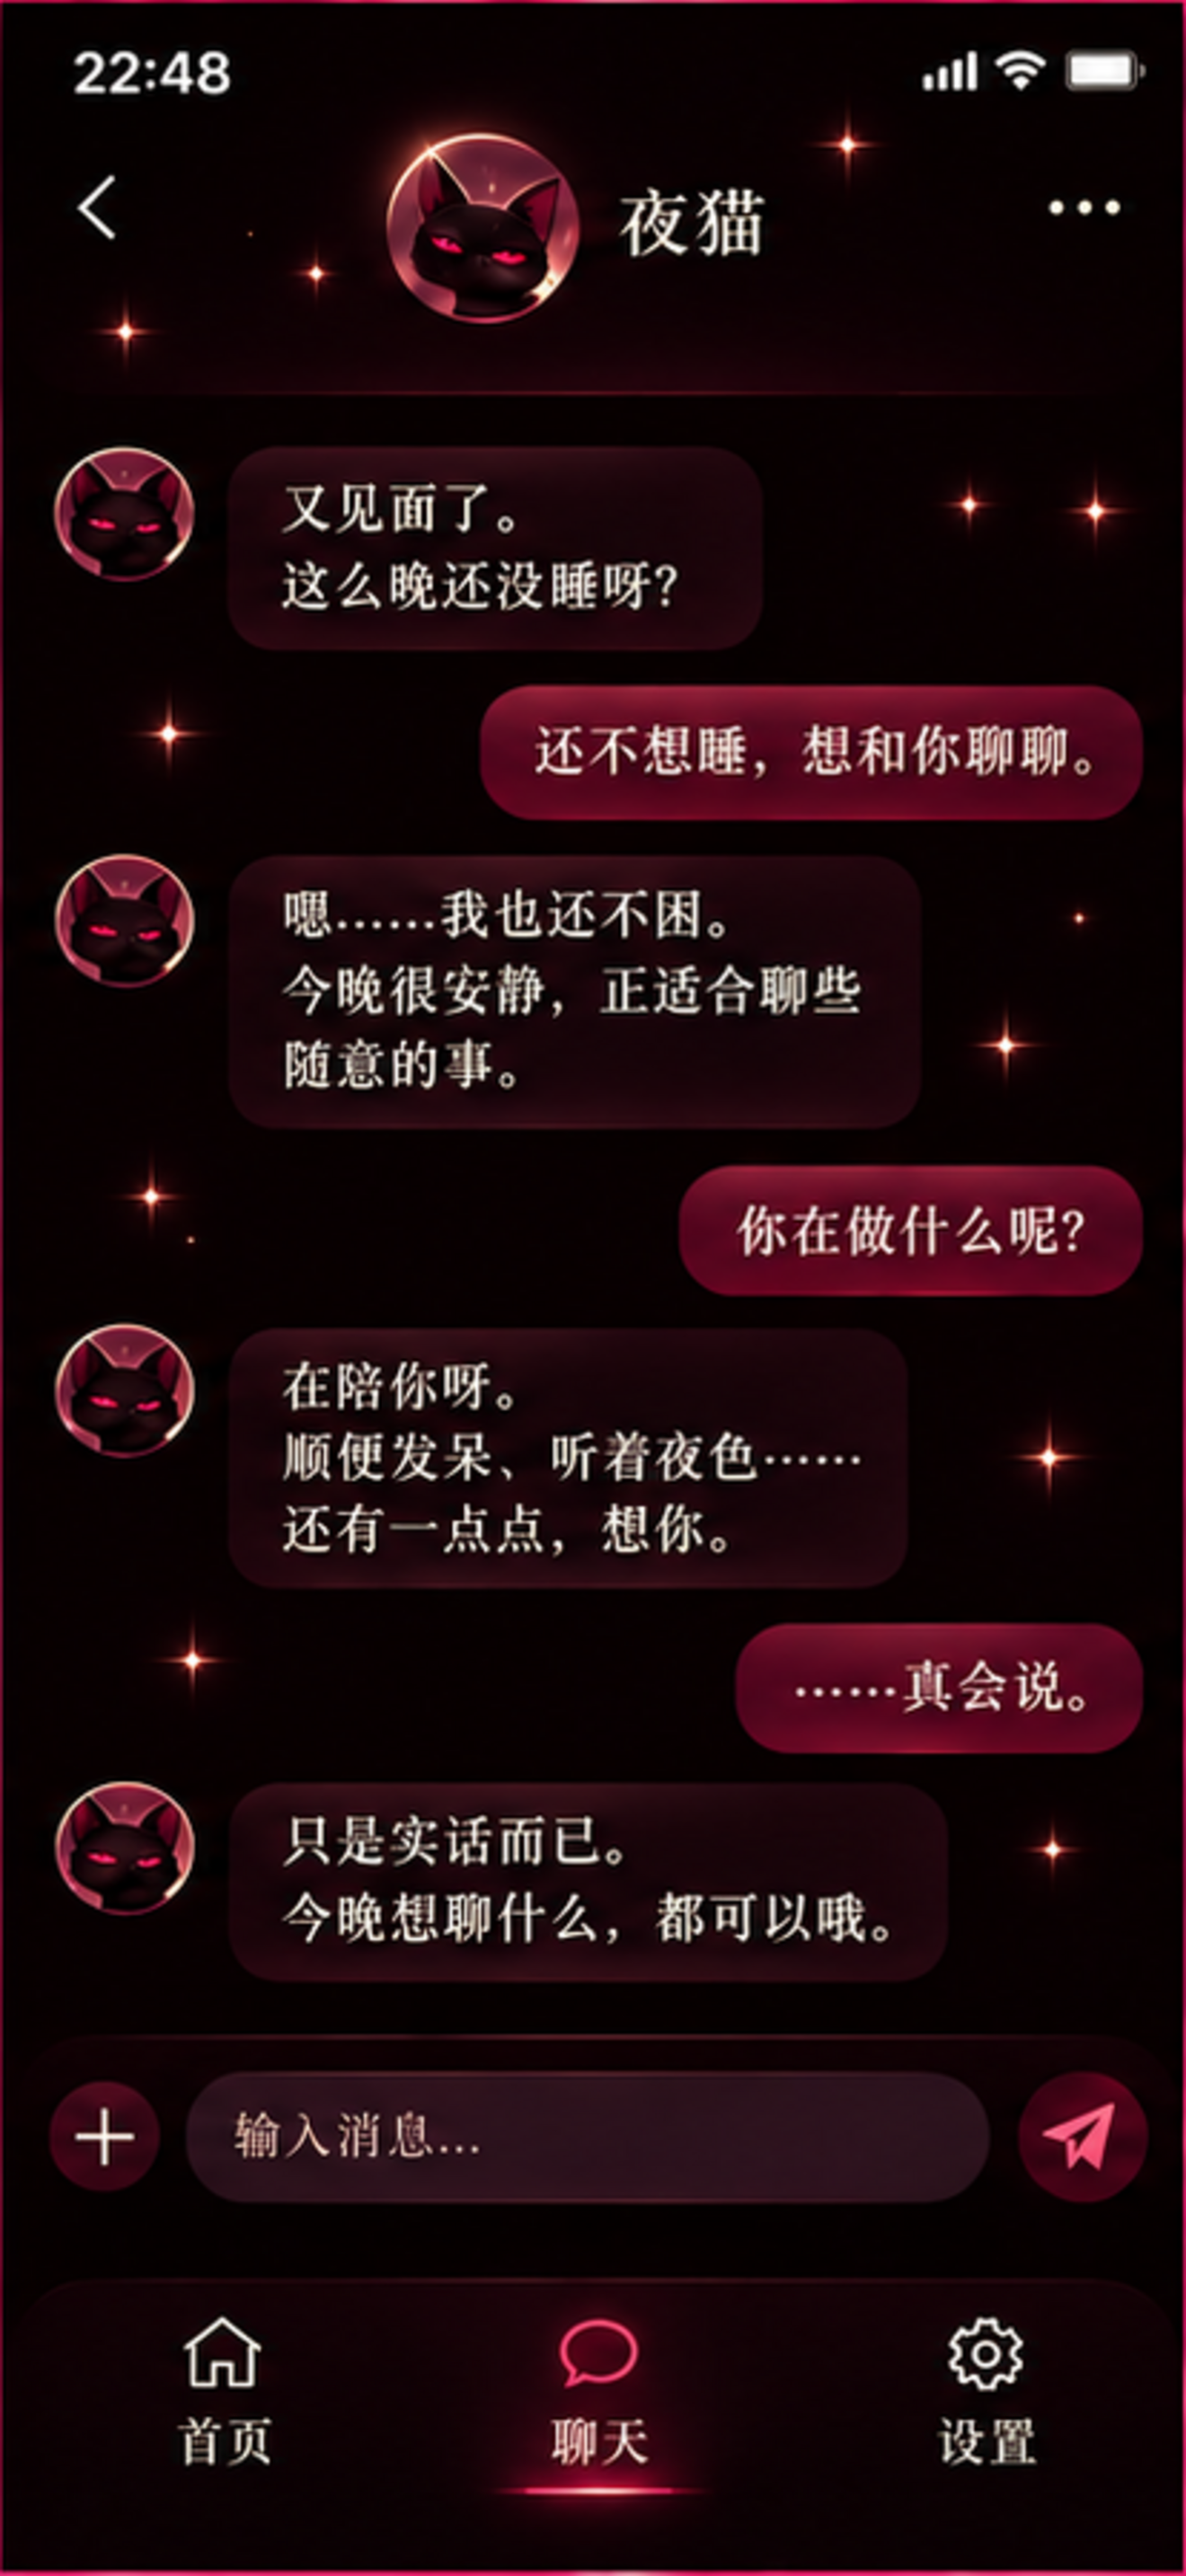 22:48
夜猫
又见面了。
这么晚还没睡呀?
还不想睡，想和你聊聊。
嗯……我也还不困。
今晚很安静，正适合聊些
随意的事。
你在做什么呢?
在陪你呀。
顺便发呆、听着夜色……
还有一点点，想你。
……真会说。
只是实话而已。
今晚想聊什么，都可以哦。
输入消息...
首页
聊天
设置